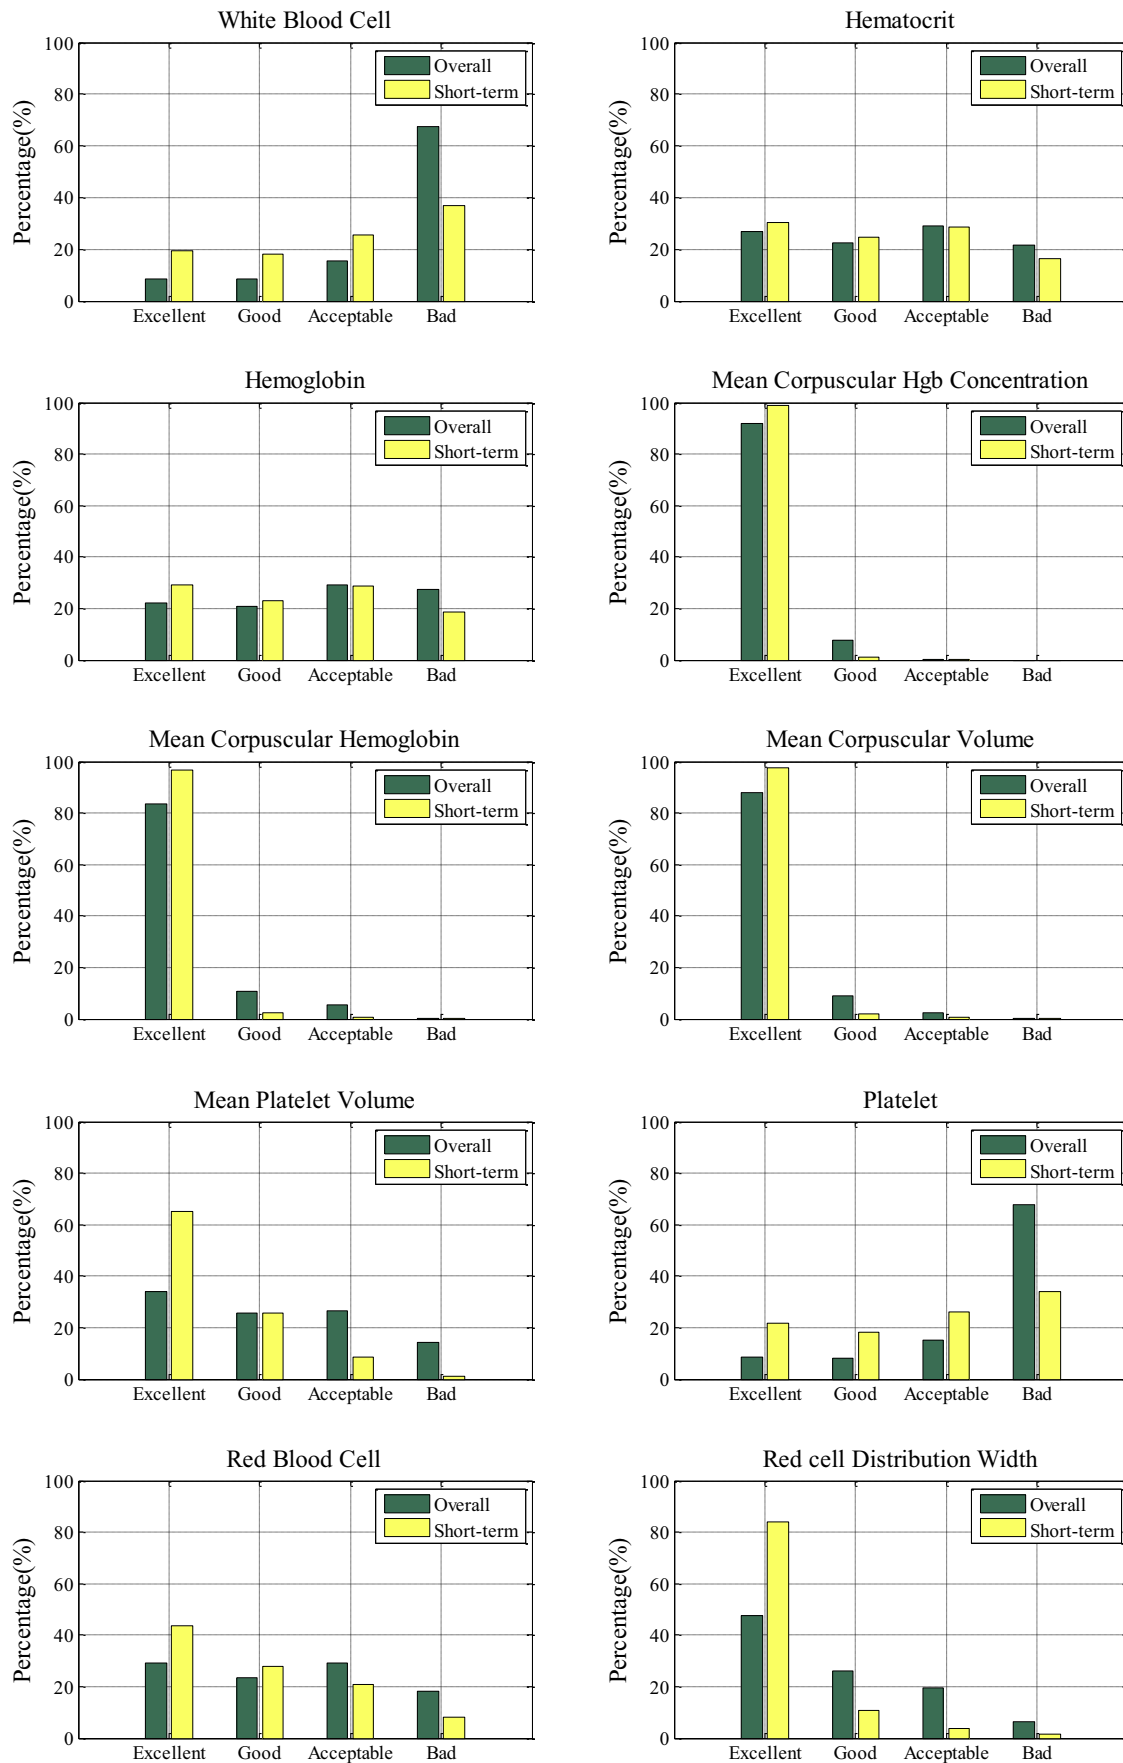 White Blood Cell
100
80
60
40
20
0
Percentage(%)
Overall
Short-term
Excellent Good Acceptable Bad
Hematocrit
100
80
60
40
20
0
Percentage(%)
Overall
Short-term
Excellent Good Acceptable Bad
Hemoglobin
100
80
60
40
20
0
Percentage(%)
Overall
Short-term
Excellent Good Acceptable Bad
Mean Corpuscular Hgb Concentration
100
80
60
40
20
0
Percentage(%)
Overall
Short-term
Excellent Good Acceptable Bad
Mean Corpuscular Hemoglobin
100
80
60
40
20
0
Percentage(%)
Overall
Short-term
Excellent Good Acceptable Bad
Mean Corpuscular Volume
100
80
60
40
20
0
Percentage(%)
Overall
Short-term
Excellent Good Acceptable Bad
Mean Platelet Volume
100
80
60
40
20
0
Percentage(%)
Overall
Short-term
Excellent Good Acceptable Bad
Platelet
100
80
60
40
20
0
Percentage(%)
Overall
Short-term
Excellent Good Acceptable Bad
Red Blood Cell
100
80
60
40
20
0
Percentage(%)
Overall
Short-term
Excellent Good Acceptable Bad
Red cell Distribution Width
100
80
60
40
20
0
Percentage(%)
Overall
Short-term
Excellent Good Acceptable Bad